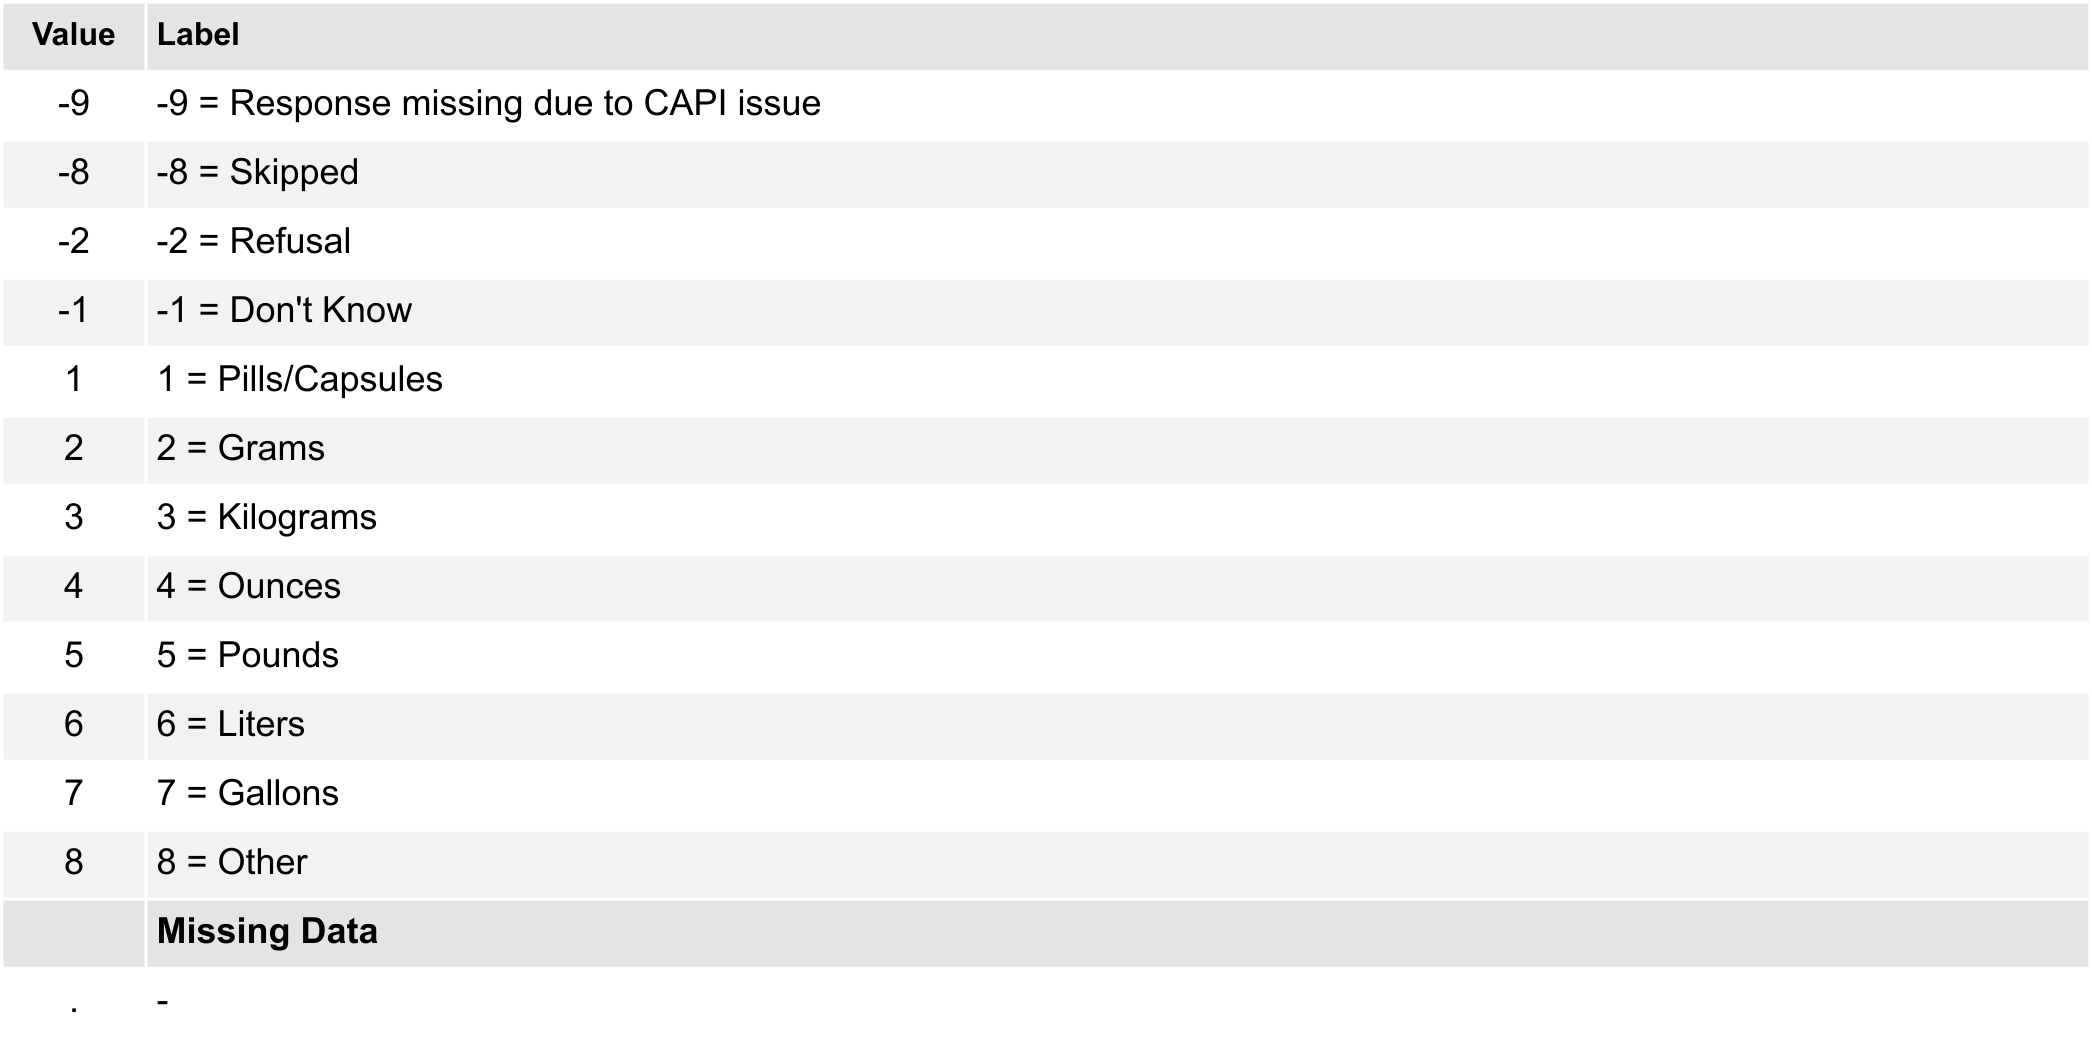 Value Label
-9 -9 = Response missing due to CAPI issue
-8 -8 = Skipped
-2 -2 = Refusal
-1 -1 = Don't Know
1 1 = Pills/Capsules
2 2 = Grams
3 3 = Kilograms
4 4 = Ounces
5 5 = Pounds
6 6 = Liters
7 7 = Gallons
8 8 = Other
Missing Data
. -